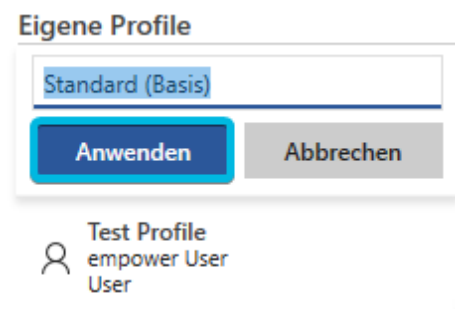 Eigene Profile
Standard (Basis)
Anwenden Abbrechen
Test Profile
empower User
User